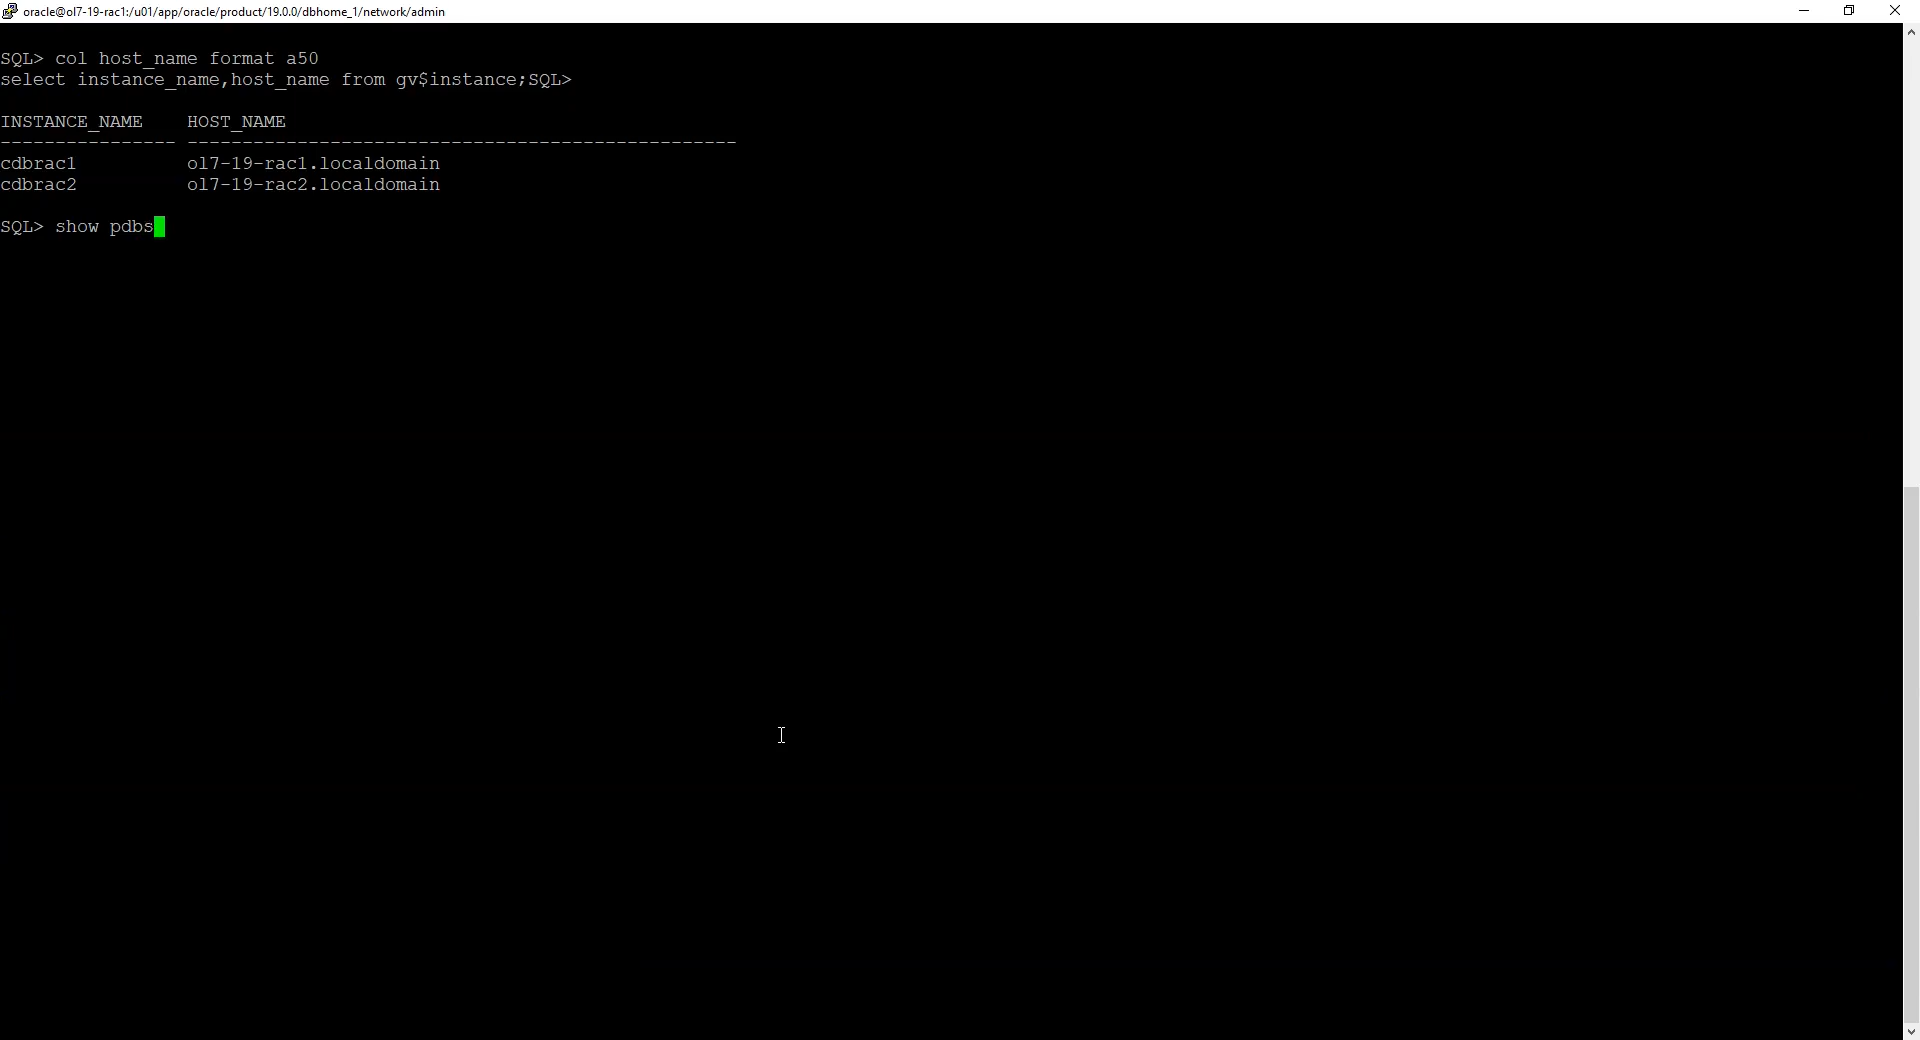 oracle@ol7-19-rac1:/u01/app/oracle/product/19.0.0/dbhome_1/network/admin
SQL> col host_name format a50
select instance_name,host_name from gv$instance;SQL>
INSTANCE_NAME    HOST_NAME
---------------- --------------------------------------------------
cdbrac1          ol7-19-rac1.localdomain
cdbrac2          ol7-19-rac2.localdomain
SQL> show pdbs